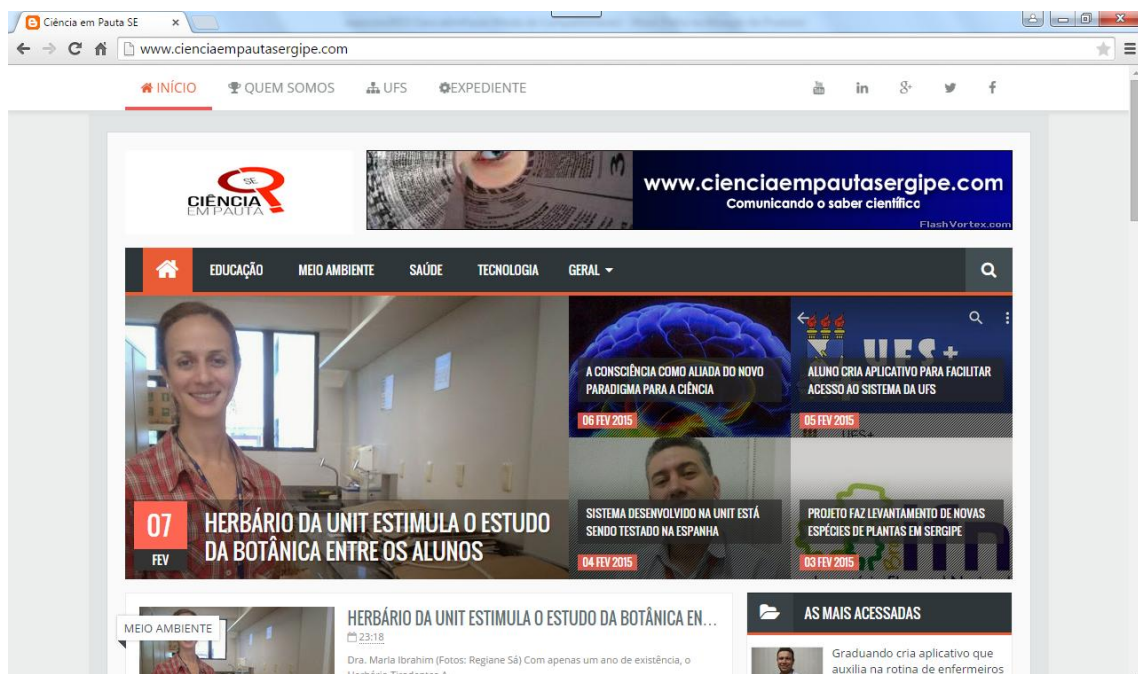 Ciência em Pauta SE
www.cienciaempautasergipe.com
INÍCIO QUEM SOMOS UFS EXPEDIENTE
SE
CIÊNCIA
EM PAUTA
www.cienciaempautasergipe.com
Comunicando o saber científico
FlashVortex.com
EDUCAÇÃO MEIO AMBIENTE SAÚDE TECNOLOGIA GERAL
07
FEV
HERBÁRIO DA UNIT ESTIMULA O ESTUDO
DA BOTÂNICA ENTRE OS ALUNOS
A CONSCIÊNCIA COMO ALIADA DO NOVO
PARADIGMA PARA A CIÊNCIA
06 FEV 2015
UFS+
ALUNO CRIA APLICATIVO PARA FACILITAR
ACESSO AO SISTEMA DA UFS
05 FEV 2015
UFS+
SISTEMA DESENVOLVIDO NA UNIT ESTÁ
SENDO TESTADO NA ESPANHA
04 FEV 2015
PROJETO FAZ LEVANTAMENTO DE NOVAS
ESPÉCIES DE PLANTAS EM SERGIPE
03 FEV 2015
MEIO AMBIENTE
HERBÁRIO DA UNIT ESTIMULA O ESTUDO DA BOTÂNICA EN...
23:18
Dra. Marla Ibrahim (Fotos: Regiane Sá) Com apenas um ano de existência, o
AS MAIS ACESSADAS
Graduando cria aplicativo que
auxilia na rotina de enfermeiros